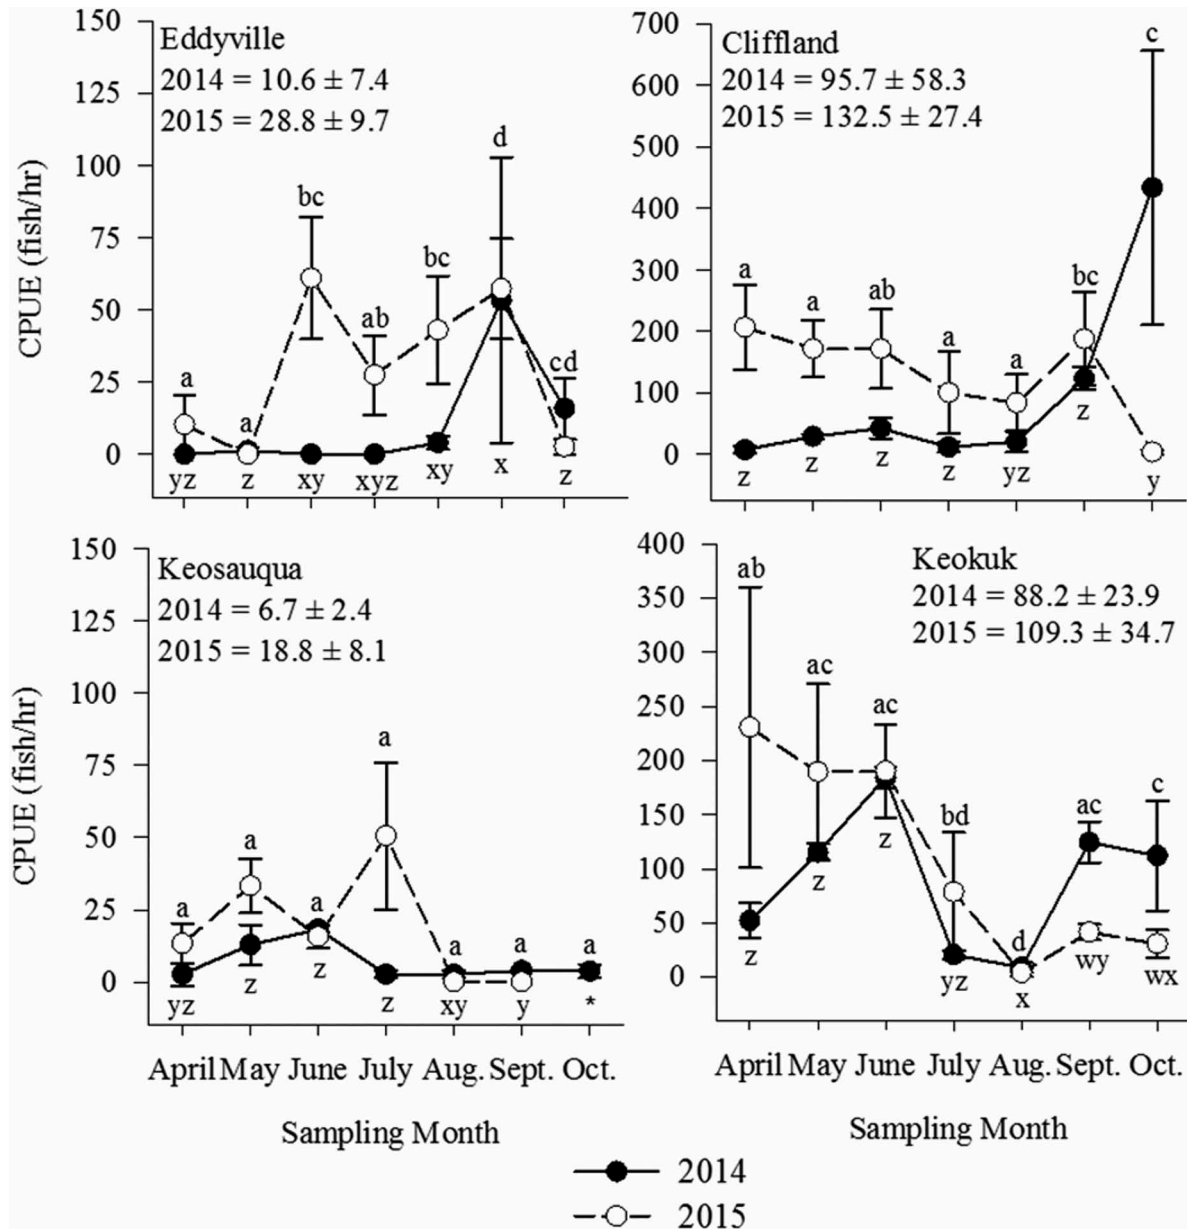 150
125
100
75
50
25
0
CPUE (fish/hr)
Eddyville
2014 = 10.6 ± 7.4
2015 = 28.8 ± 9.7
a
a
bc
ab
bc
d
cd
yz
z
xy
xyz
xy
x
z
700
600
500
400
300
200
100
0
Cliffland
2014 = 95.7 ± 58.3
2015 = 132.5 ± 27.4
a
a
ab
a
a
bc
c
z
z
z
z
yz
z
y
150
125
100
75
50
25
0
CPUE (fish/hr)
Keosauqua
2014 = 6.7 ± 2.4
2015 = 18.8 ± 8.1
a
a
a
a
a
a
a
yz
z
z
z
xy
y
*
April May June July Aug. Sept. Oct.
Sampling Month
400
350
300
250
200
150
100
50
0
Keokuk
2014 = 88.2 ± 23.9
2015 = 109.3 ± 34.7
ab
ac
ac
bd
d
ac
c
z
z
z
yz
x
wy
wx
April May June July Aug. Sept. Oct.
Sampling Month
2014
2015